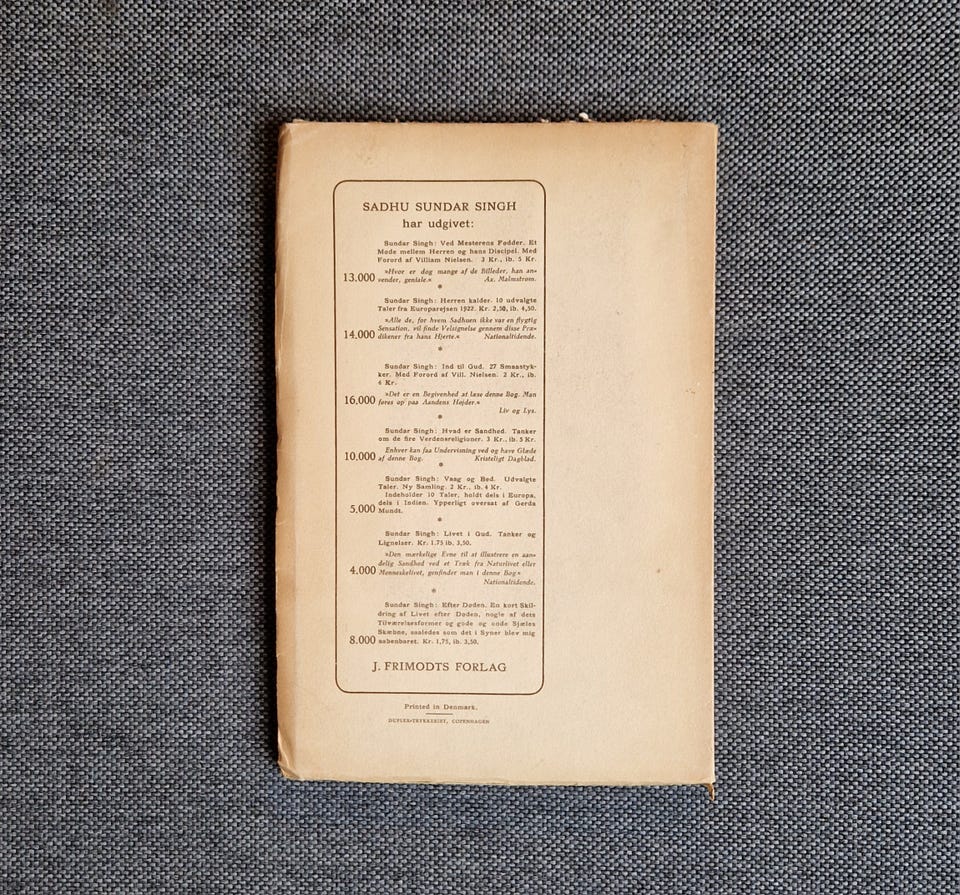 SADHU SUNDAR SINGH
har udgivet:
Sundar Singh: Ved Mesterens Fødder. Et
Møde mellem Herren og hans Discipel. Med
Forord af Villiam Nielsen. 3 Kr., ib. 5 Kr.
»Hvor er dog mange af de Billeder, han an=
13.000 vender, geniale.« Ax. Malmstrøm.
*
Sundar Singh: Herren kalder. 10 udvalgte
Taler fra Europarejsen 1922. Kr. 2,50, ib. 4,50.
»Alle de, for hvem Sadhuen ikke var en flygtig
Sensation, vil finde Velsignelse gennem disse Præ=
14.000 dikener fra hans Hjerte.« Nationaltidende.
*
Sundar Singh: Ind til Gud. 27 Smaastyk-
ker. Med Forord af Vill. Nielsen. 2 Kr., ib.
4 Kr.
»Det er en Begivenhed at læse denne Bog. Man
16.000 føres op paa Aandens Højder.«
Liv og Lys.
*
Sundar Singh: Hvad er Sandhed. Tanker
om de fire Verdensreligioner. 3 Kr., ib. 5 Kr.
Enhver kan faa Undervisning ved og have Glæde
10.000 af denne Bog. Kristeligt Dagblad.
*
Sundar Singh: Vaag og Bed. Udvalgte
Taler. Ny Samling. 2 Kr., ib. 4 Kr.
Indeholder 10 Taler, holdt dels i Europa,
dels i Indien. Ypperligt oversat af Gerda
5.000 Mundt.
*
Sundar Singh: Livet i Gud. Tanker og
Lignelser. Kr. 1,75 ib. 3,50.
»Den mærkelige Evne til at illustrere en aan=
delig Sandhed ved et Træk fra Naturlivet eller
4.000 Menneskelivet, genfinder man i denne Bog«
Nationaltidende.
*
Sundar Singh: Efter Døden. En kort Skil-
dring af Livet efter Døden, nogle af dets
Tilværelsesformer og gode og onde Sjæles
Skæbne, saaledes som det i Syner blev mig
8.000 aabenbaret. Kr. 1,75, ib. 3,50.
J. FRIMODTS FORLAG
Printed in Denmark.
DUPLEX=TRYKKERIET, COPENHAGEN